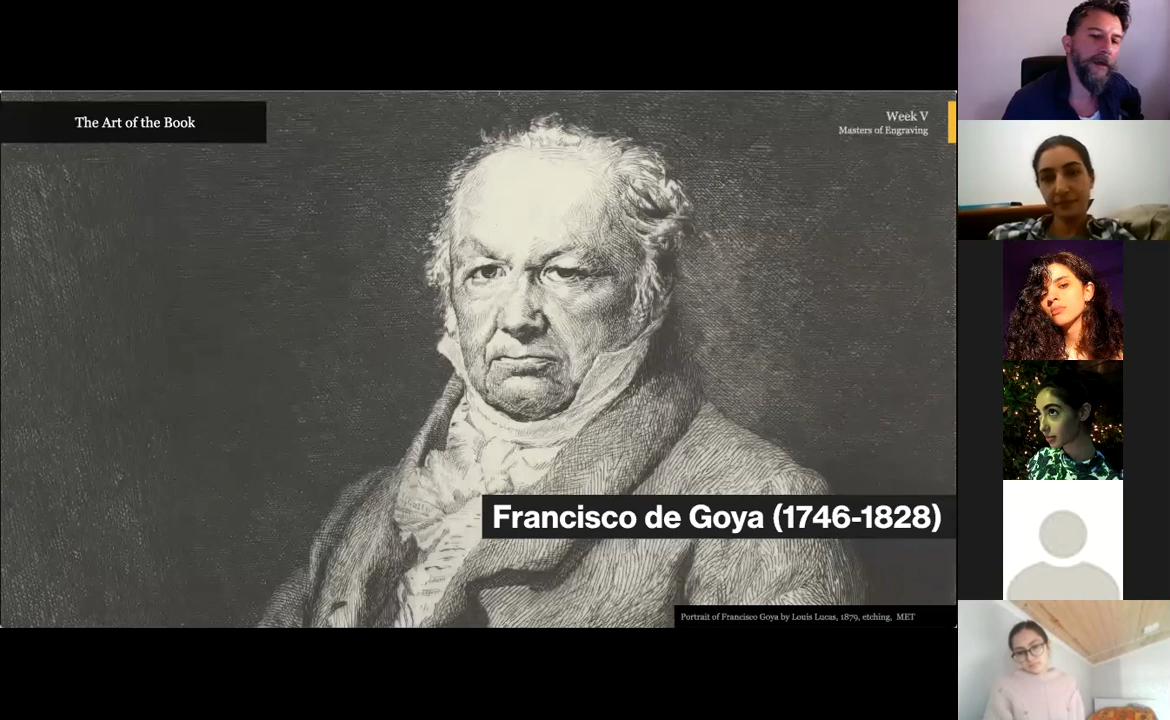 The Art of the Book
Week V
Masters of Engraving
Francisco de Goya (1746-1828)
Portrait of Francisco Goya by Louis Lucas, 1879, etching, MET